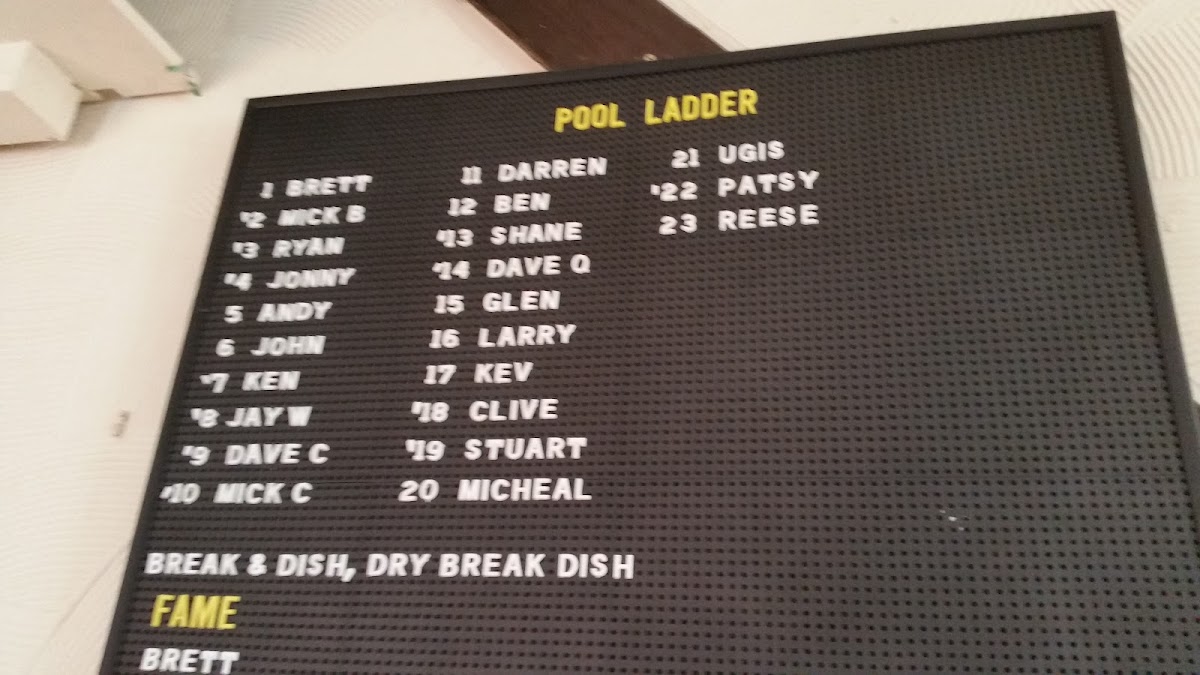 POOL LADDER
1 BRETT
'2 MICK B
'3 RYAN
'4 JONNY
5 ANDY
6 JOHN
'7 KEN
'8 JAY W
'9 DAVE C
'10 MICK C
11 DARREN
12 BEN
'13 SHANE
'14 DAVE Q
15 GLEN
16 LARRY
17 KEV
'18 CLIVE
'19 STUART
20 MICHEAL
21 UGIS
'22 PATSY
23 REESE
BREAK & DISH, DRY BREAK DISH
FAME
BRETT